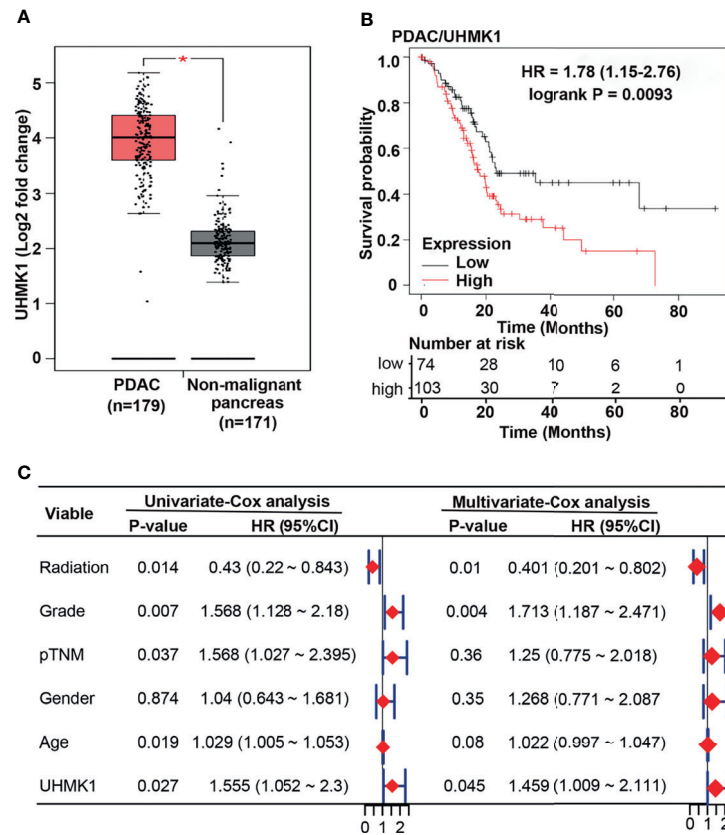 A
UHMK1 (Log2 fold change)
5
4
3
2
1
0
*
PDAC
(n=179)
Non-malignant
pancreas
(n=171)
B
PDAC/UHMK1
HR = 1.78 (1.15-2.76)
logrank P = 0.0093
Survival probability
1.0
0.8
0.6
0.4
0.2
0
Expression
Low
High
0 20 40 60 80
Time (Months)
Number at risk
low 74 28 10 6 1
high 103 30 7 2 0
0 20 40 60 80
Time (Months)
C
Viable Univariate-Cox analysis Multivariate-Cox analysis
P-value HR (95%CI) P-value HR (95%CI)
Radiation 0.014 0.43 (0.22 ~ 0.843) 0.01 0.401 (0.201 ~ 0.802)
Grade 0.007 1.568 (1.128 ~ 2.18) 0.004 1.713 (1.187 ~ 2.471)
pTNM 0.037 1.568 (1.027 ~ 2.395) 0.36 1.25 (0.775 ~ 2.018)
Gender 0.874 1.04 (0.643 ~ 1.681) 0.35 1.268 (0.771 ~ 2.087
Age 0.019 1.029 (1.005 ~ 1.053) 0.08 1.022 (0.997 ~ 1.047)
UHMK1 0.027 1.555 (1.052 ~ 2.3) 0.045 1.459 (1.009 ~ 2.111)
0 1 2 0 1 2